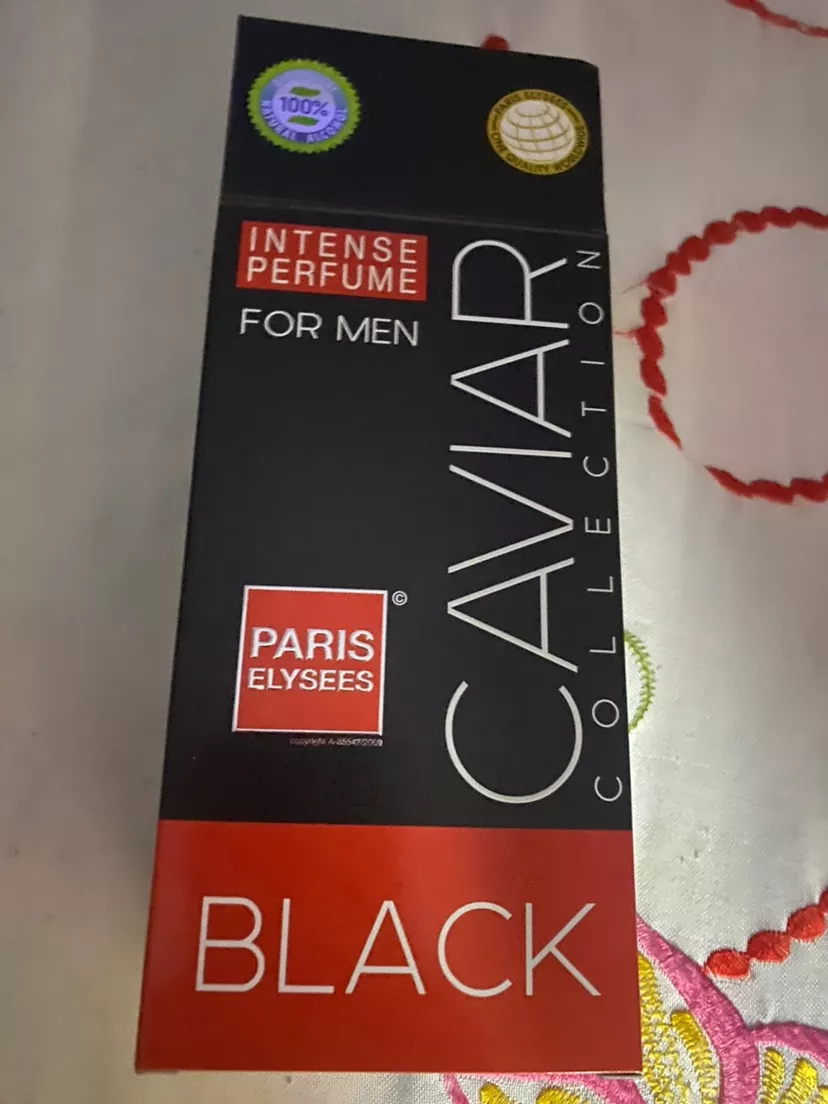 100%
NATURAL ALCOHOL
PARIS ELYSEES
ONE QUALITY WORLDWIDE
INTENSE
PERFUME
FOR MEN
CAVIAR
COLLECTION
PARIS
ELYSEES
©
BLACK